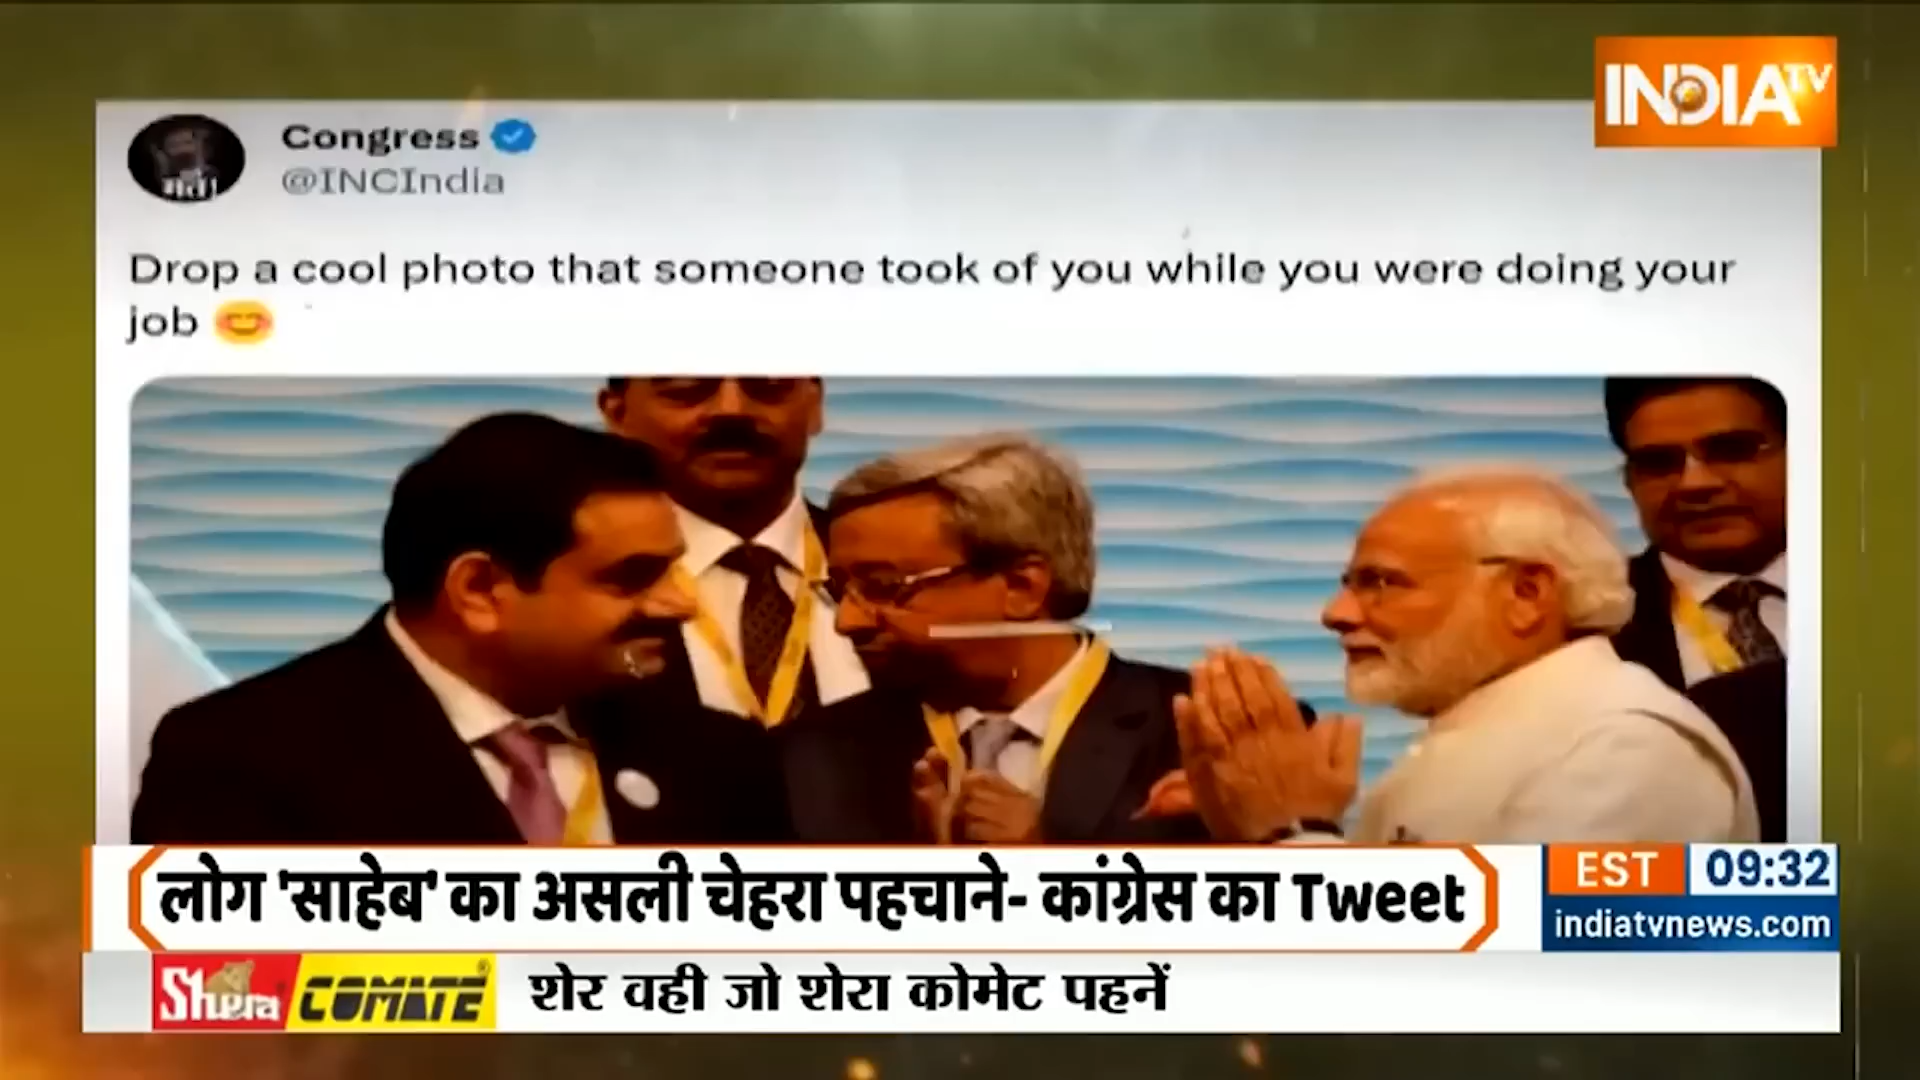 INDIA TV
Congress
@INCIndia
Drop a cool photo that someone took of you while you were doing your
job
लोग 'साहेब' का असली चेहरा पहचाने- कांग्रेस का Tweet
EST 09:32
indiatvnews.com
Shera COMATE
शेर वही जो शेरा कोमेट पहनें